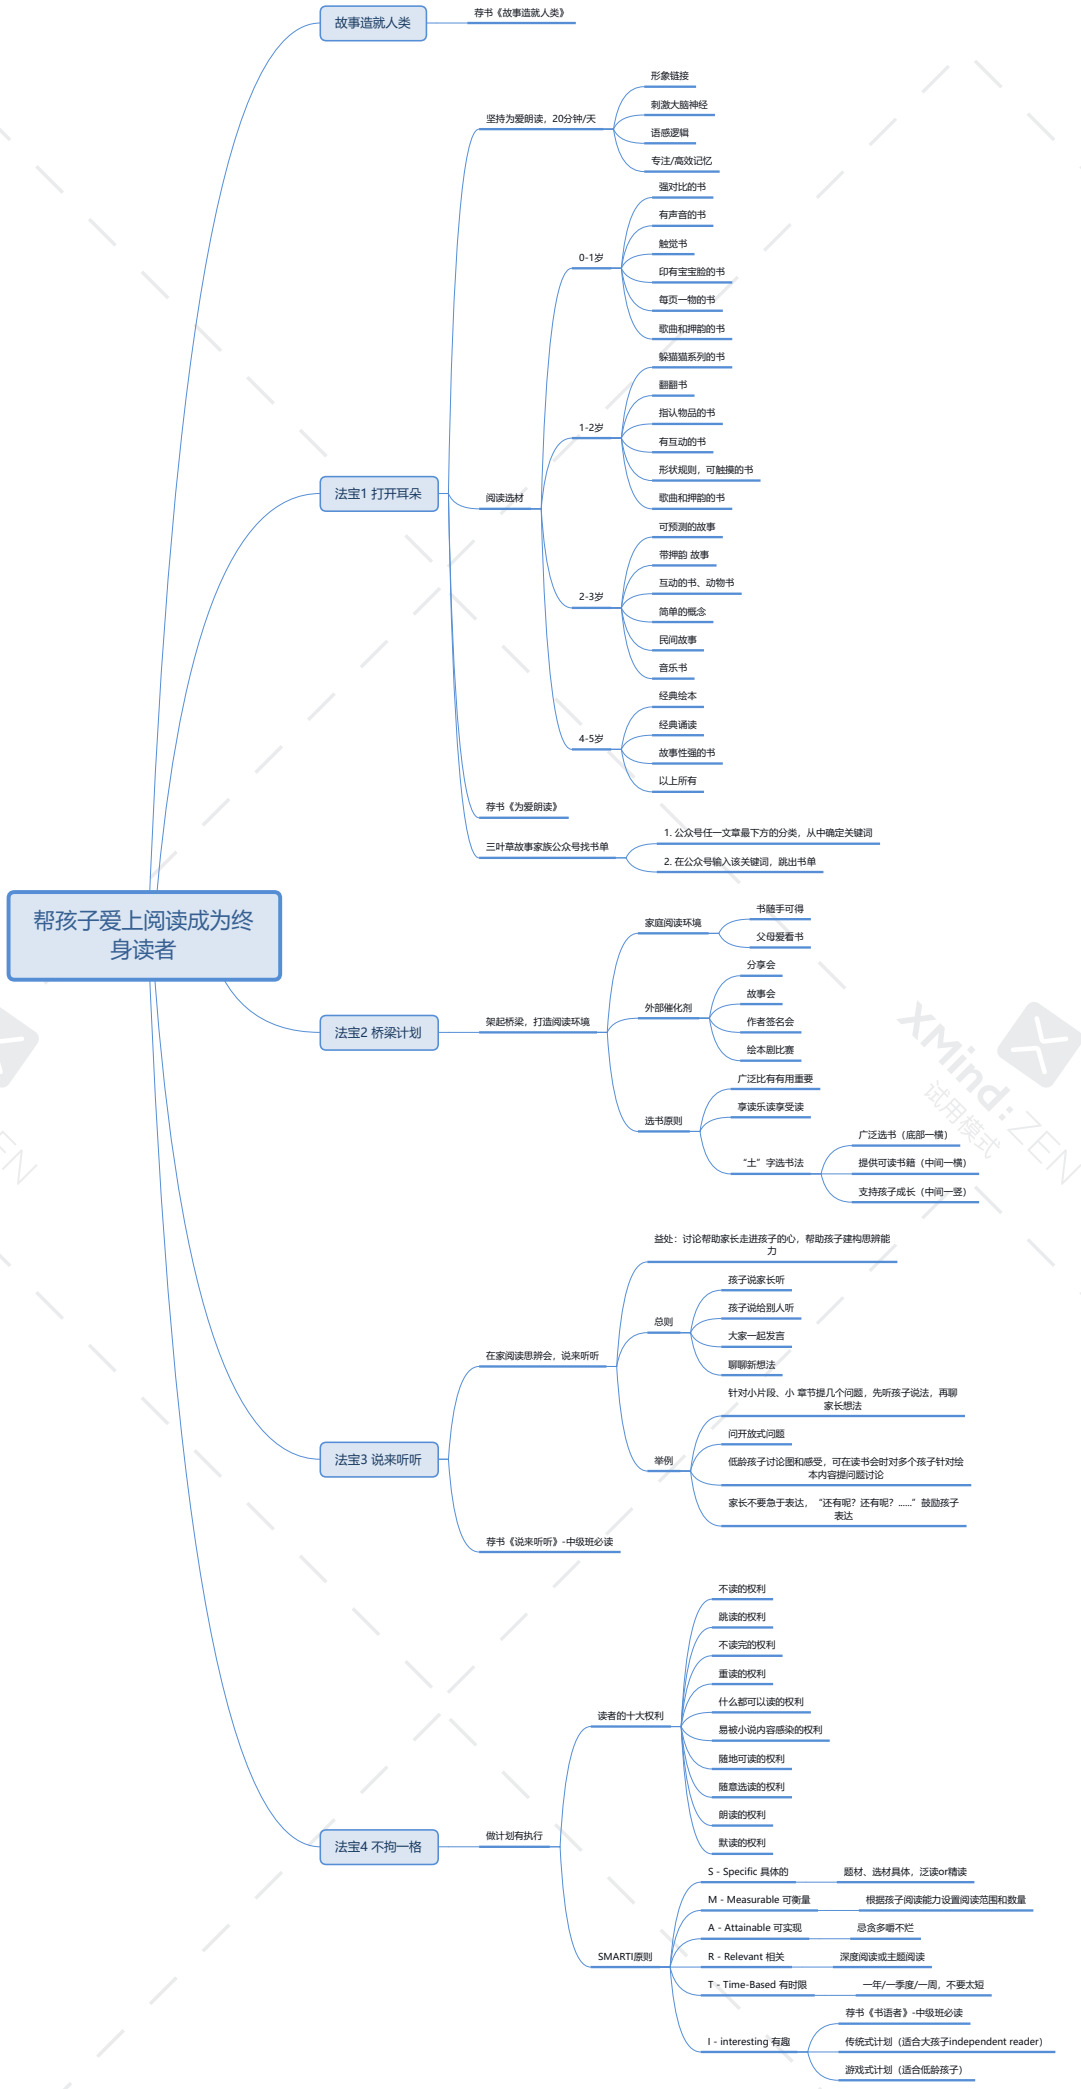 故事造就人类
荐书《故事造就人类》
形象链接
坚持为爱朗读，20分钟/天
刺激大脑神经
语感逻辑
专注/高效记忆
强对比的书
有声音的书
触觉书
0-1岁
印有宝宝脸的书
每页一物的书
歌曲和押韵的书
躲猫猫系列的书
翻翻书
指认物品的书
1-2岁
有互动的书
形状规则，可触摸的书
法宝1 打开耳朵
阅读选材
歌曲和押韵的书
可预测的故事
带押韵 故事
互动的书、动物书
2-3岁
简单的概念
民间故事
音乐书
经典绘本
经典诵读
4-5岁
故事性强的书
以上所有
荐书《为爱朗读》
三叶草故事家族公众号找书单
1. 公众号任一文章最下方的分类，从中确定关键词
2. 在公众号输入该关键词，跳出书单
帮孩子爱上阅读成为终
身读者
家庭阅读环境
书随手可得
父母爱看书
分享会
故事会
外部催化剂
作者签名会
绘本剧比赛
法宝2 桥梁计划
架起桥梁，打造阅读环境
广泛比有有用重要
享读乐读享受读
选书原则
“土”字选书法
广泛选书（底部一横）
提供可读书籍（中间一横）
支持孩子成长（中间一竖）
XMind:ZEN
试用模式
ZEN
益处：讨论帮助家长走进孩子的心，帮助孩子建构思辨能
力
孩子说家长听
孩子说给别人听
总则
大家一起发言
聊聊新想法
在家阅读思辨会，说来听听
针对小片段、小 章节提几个问题，先听孩子说法，再聊
家长想法
问开放式问题
举例
低龄孩子讨论图和感受，可在读书会时对多个孩子针对绘
本内容提问题讨论
家长不要急于表达，“还有呢？还有呢？……”鼓励孩子
表达
法宝3 说来听听
荐书《说来听听》-中级班必读
不读的权利
跳读的权利
不读完的权利
重读的权利
什么都可以读的权利
读者的十大权利
易被小说内容感染的权利
随地可读的权利
随意选读的权利
朗读的权利
默读的权利
法宝4 不拘一格
做计划有执行
S - Specific 具体的
题材、选材具体，泛读or精读
M - Measurable 可衡量
根据孩子阅读能力设置阅读范围和数量
A - Attainable 可实现
忌贪多嚼不烂
SMARTI原则
R - Relevant 相关
深度阅读或主题阅读
T - Time-Based 有时限
一年/一季度/一周，不要太短
I - interesting 有趣
荐书《书语者》-中级班必读
传统式计划（适合大孩子independent reader）
游戏式计划（适合低龄孩子）